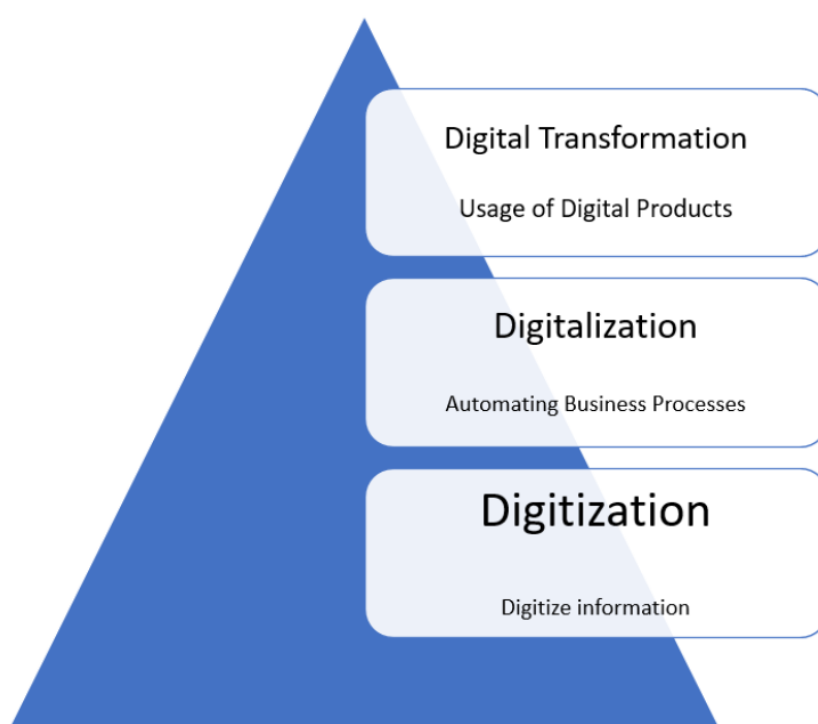 Digital Transformation
Usage of Digital Products
Digitalization
Automating Business Processes
Digitization
Digitize information